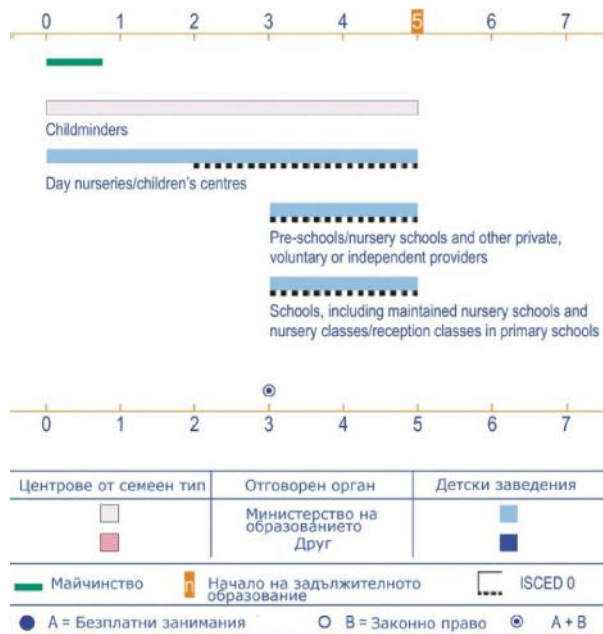 0 1 2 3 4 5 6 7
Childminders
Day nurseries/children's centres
Pre-schools/nursery schools and other private,
voluntary or independent providers
Schools, including maintained nursery schools and
nursery classes/reception classes in primary schools
0 1 2 3 4 5 6 7
Центрове от семеен тип Отговорен орган Детски заведения
Министерство на
образованието
Друг
Майчинство n Начало на задължителното
образование ISCED 0
A = Безплатни занимания B = Законно право A + B